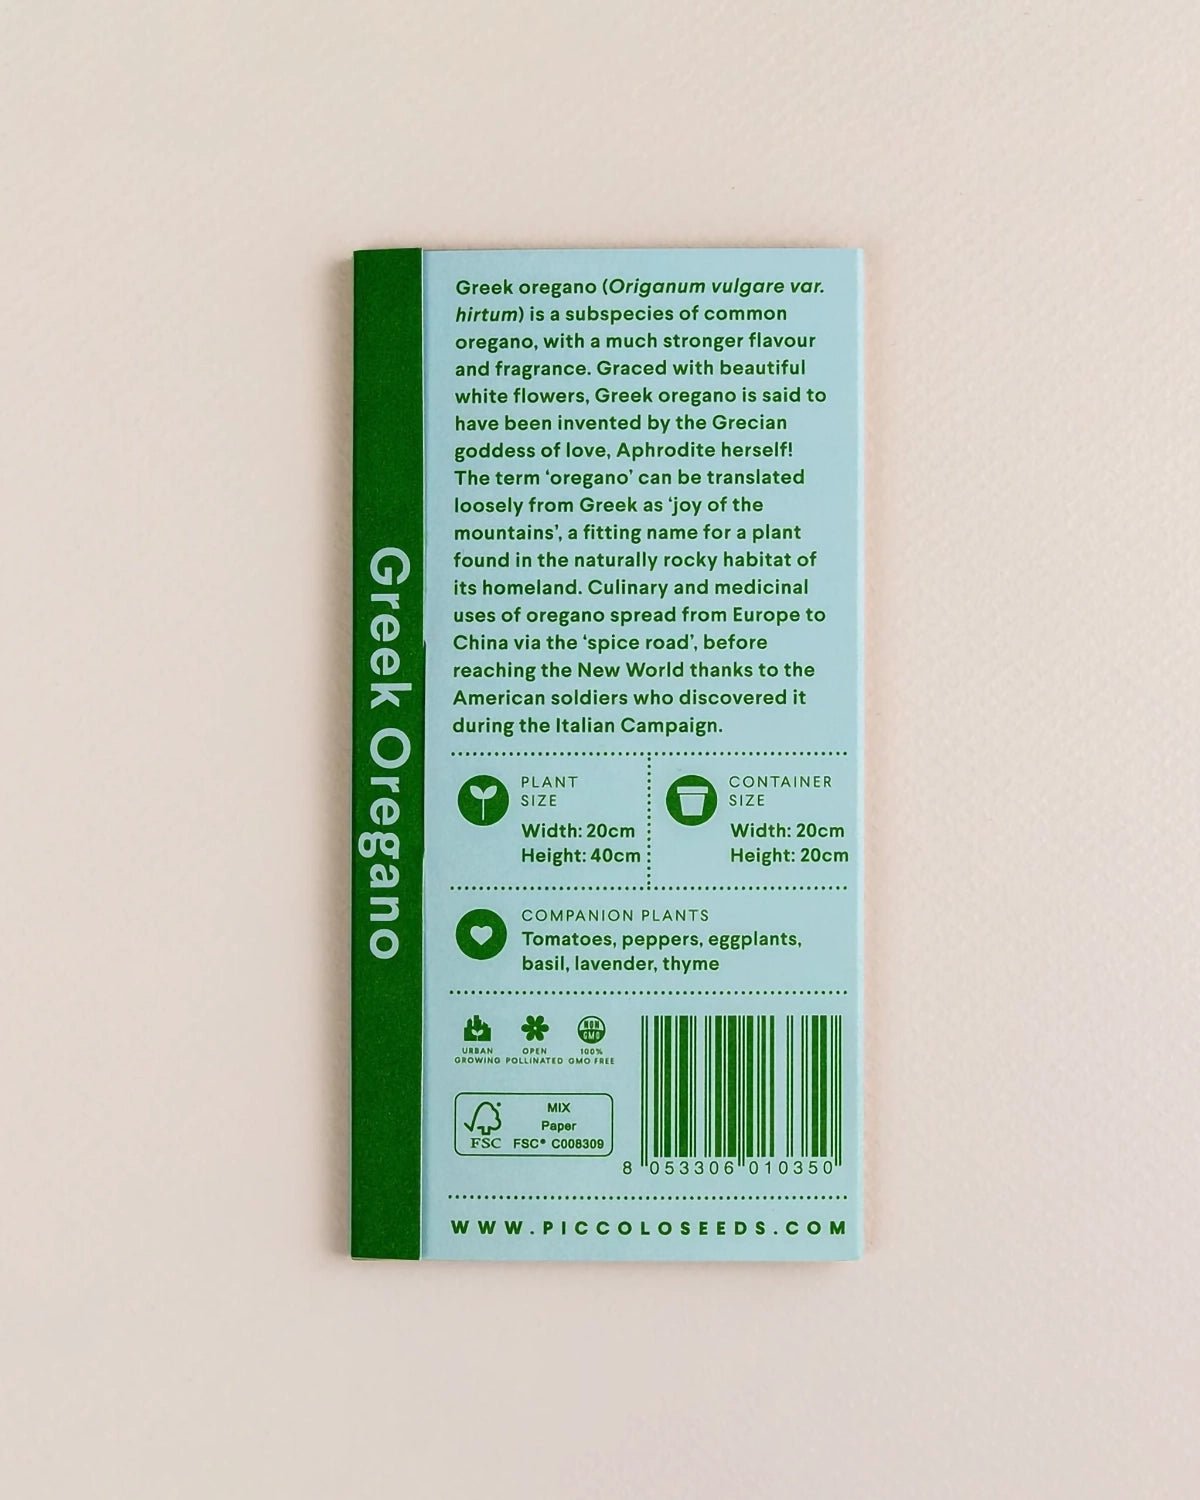 Greek Oregano
Greek oregano (Origanum vulgare var.
hirtum) is a subspecies of common
oregano, with a much stronger flavour
and fragrance. Graced with beautiful
white flowers, Greek oregano is said to
have been invented by the Grecian
goddess of love, Aphrodite herself!
The term ‘oregano’ can be translated
loosely from Greek as ‘joy of the
mountains’, a fitting name for a plant
found in the naturally rocky habitat of
its homeland. Culinary and medicinal
uses of oregano spread from Europe to
China via the ‘spice road’, before
reaching the New World thanks to the
American soldiers who discovered it
during the Italian Campaign.
PLANT
SIZE
Width: 20cm
Height: 40cm
CONTAINER
SIZE
Width: 20cm
Height: 20cm
COMPANION PLANTS
Tomatoes, peppers, eggplants,
basil, lavender, thyme
URBAN
GROWING
OPEN
POLLINATED
NON
GMO
100%
GMO FREE
FSC
MIX
Paper
FSC® C008309
8 053306 010350
WWW.PICCOLOSEEDS.COM